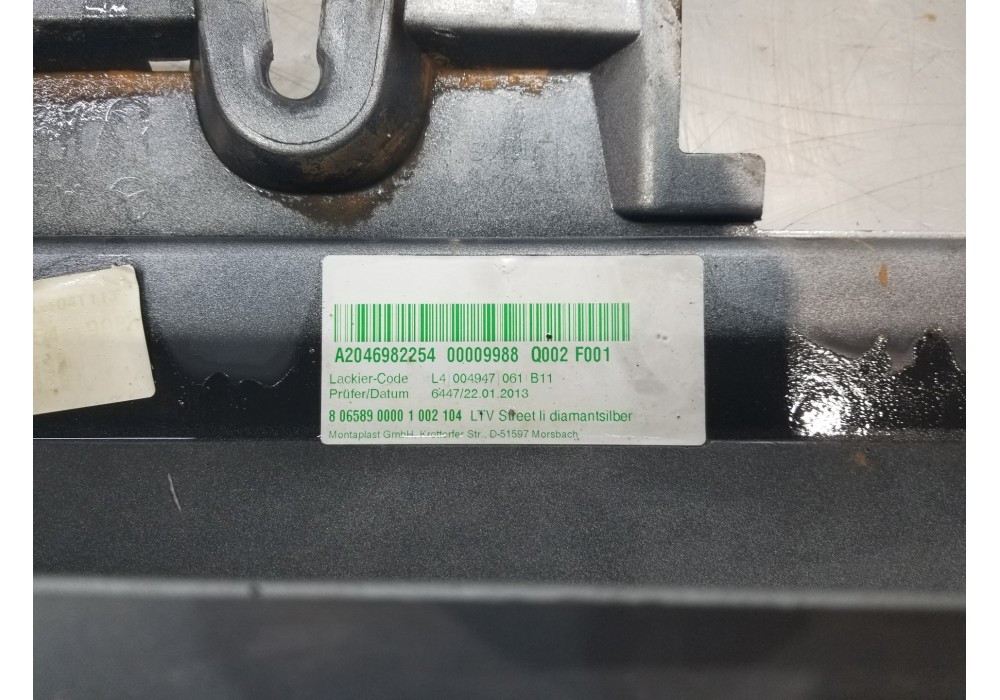 A2046982254 00009988 Q002 F001
Lackier-Code L4 004947 061 B11
Prüfer/Datum 6447/22.01.2013
8 06589 0000 1 002 104 LTV Street li diamantsilber
Montaplast GmbH, Krottorfer Str., D-51597 Morsbach